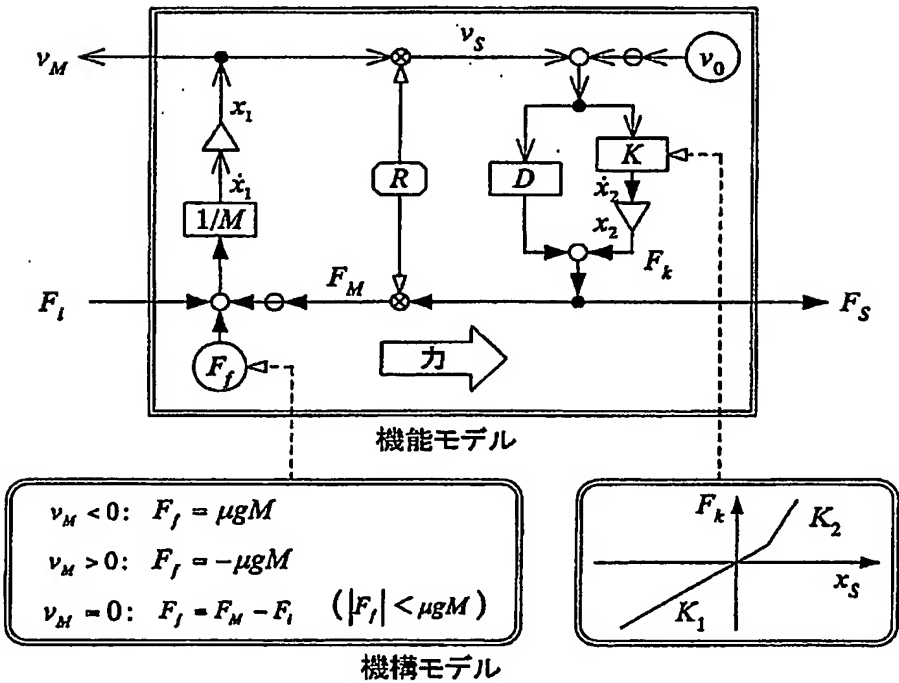 v_M
v_S
v_0
x_1
ẋ_1
1/M
R
D
K
ẋ_2
x_2
F_k
F_i
F_M
F_S
F_f
力
機能モデル
v_M < 0: F_f = μgM
v_M > 0: F_f = -μgM
v_M = 0: F_f = F_M - F_i (|F_f| < μgM)
F_k
K_2
x_S
K_1
機構モデル